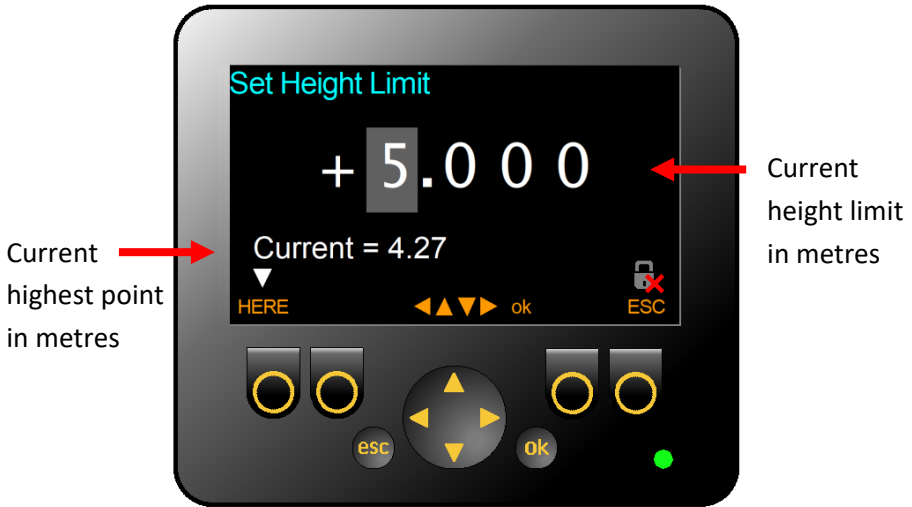 Set Height Limit
+ 5.000
Current
height limit
in metres
Current = 4.27
Current
highest point
in metres
HERE ok ESC
esc ok